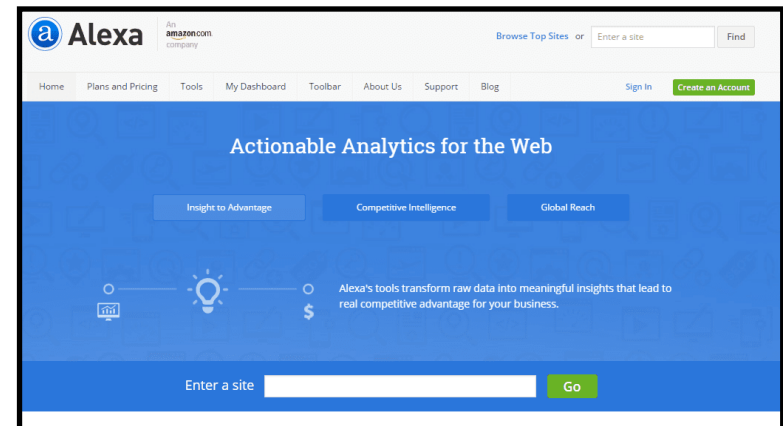 a Alexa
An
amazon.com
company
Browse Top Sites or Enter a site Find
Home Plans and Pricing Tools My Dashboard Toolbar About Us Support Blog Sign In Create an Account
Actionable Analytics for the Web
Insight to Advantage Competitive Intelligence Global Reach
Alexa's tools transform raw data into meaningful insights that lead to
real competitive advantage for your business.
$
Enter a site Go